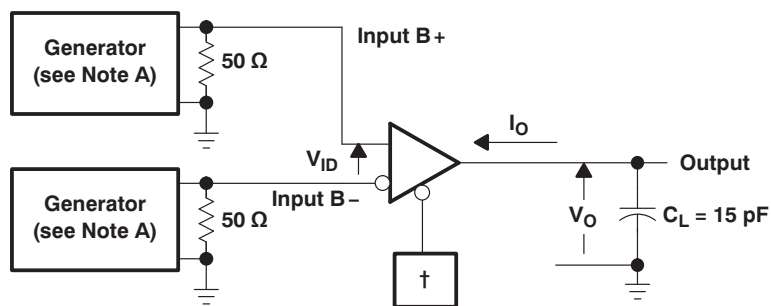 Generator
(see Note A)
50 Ω
Input B+
V_ID
I_O
Output
Generator
(see Note A)
50 Ω
Input B−
V_O
C_L = 15 pF
†